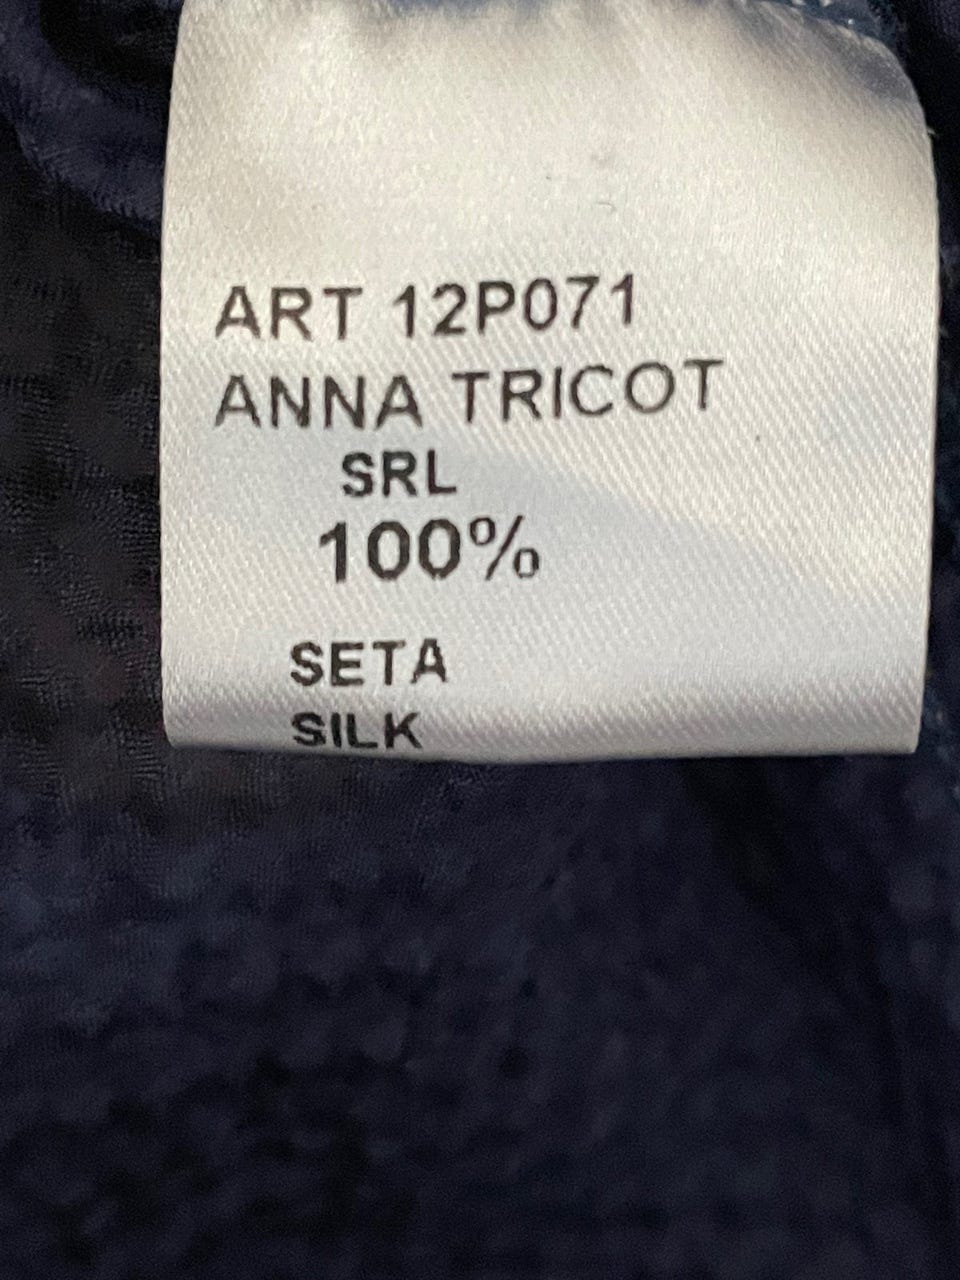 ART 12P071
ANNA TRICOT
SRL
100%
SETA
SILK